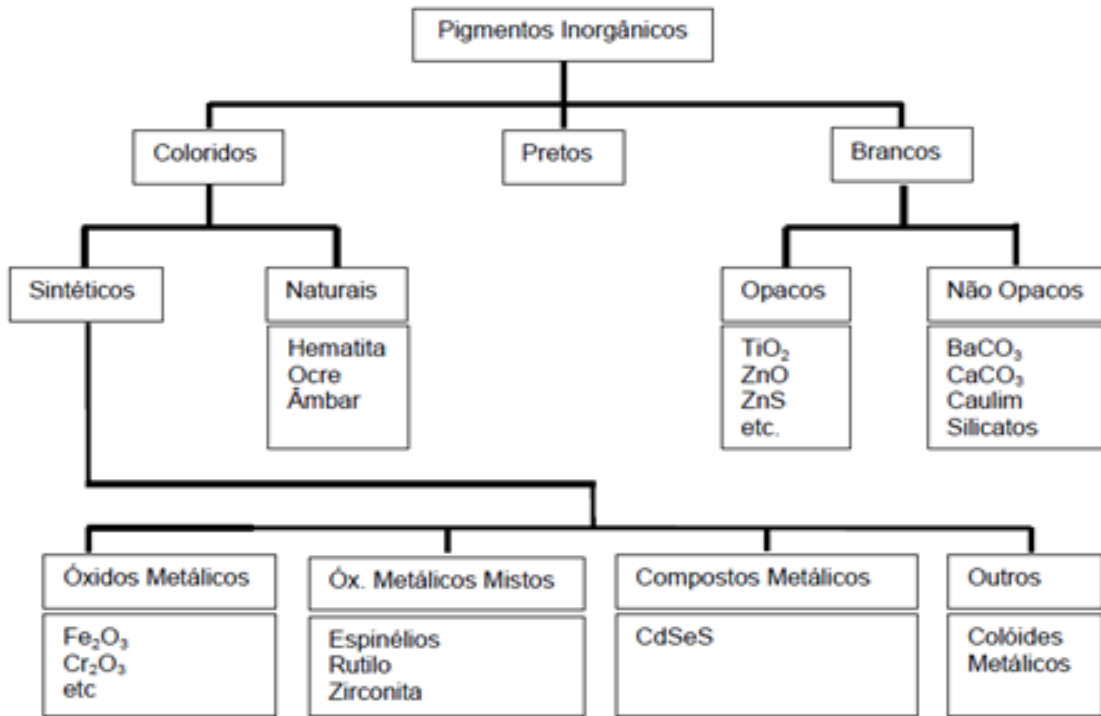 Pigmentos Inorgânicos
Coloridos
Pretos
Brancos
Sintéticos
Naturais
Hematita
Ocre
Âmbar
Opacos
TiO₂
ZnO
ZnS
etc.
Não Opacos
BaCO₃
CaCO₃
Caulim
Silicatos
Óxidos Metálicos
Fe₂O₃
Cr₂O₃
etc
Óx. Metálicos Mistos
Espinélios
Rutilo
Zirconita
Compostos Metálicos
CdSeS
Outros
Colóides
Metálicos